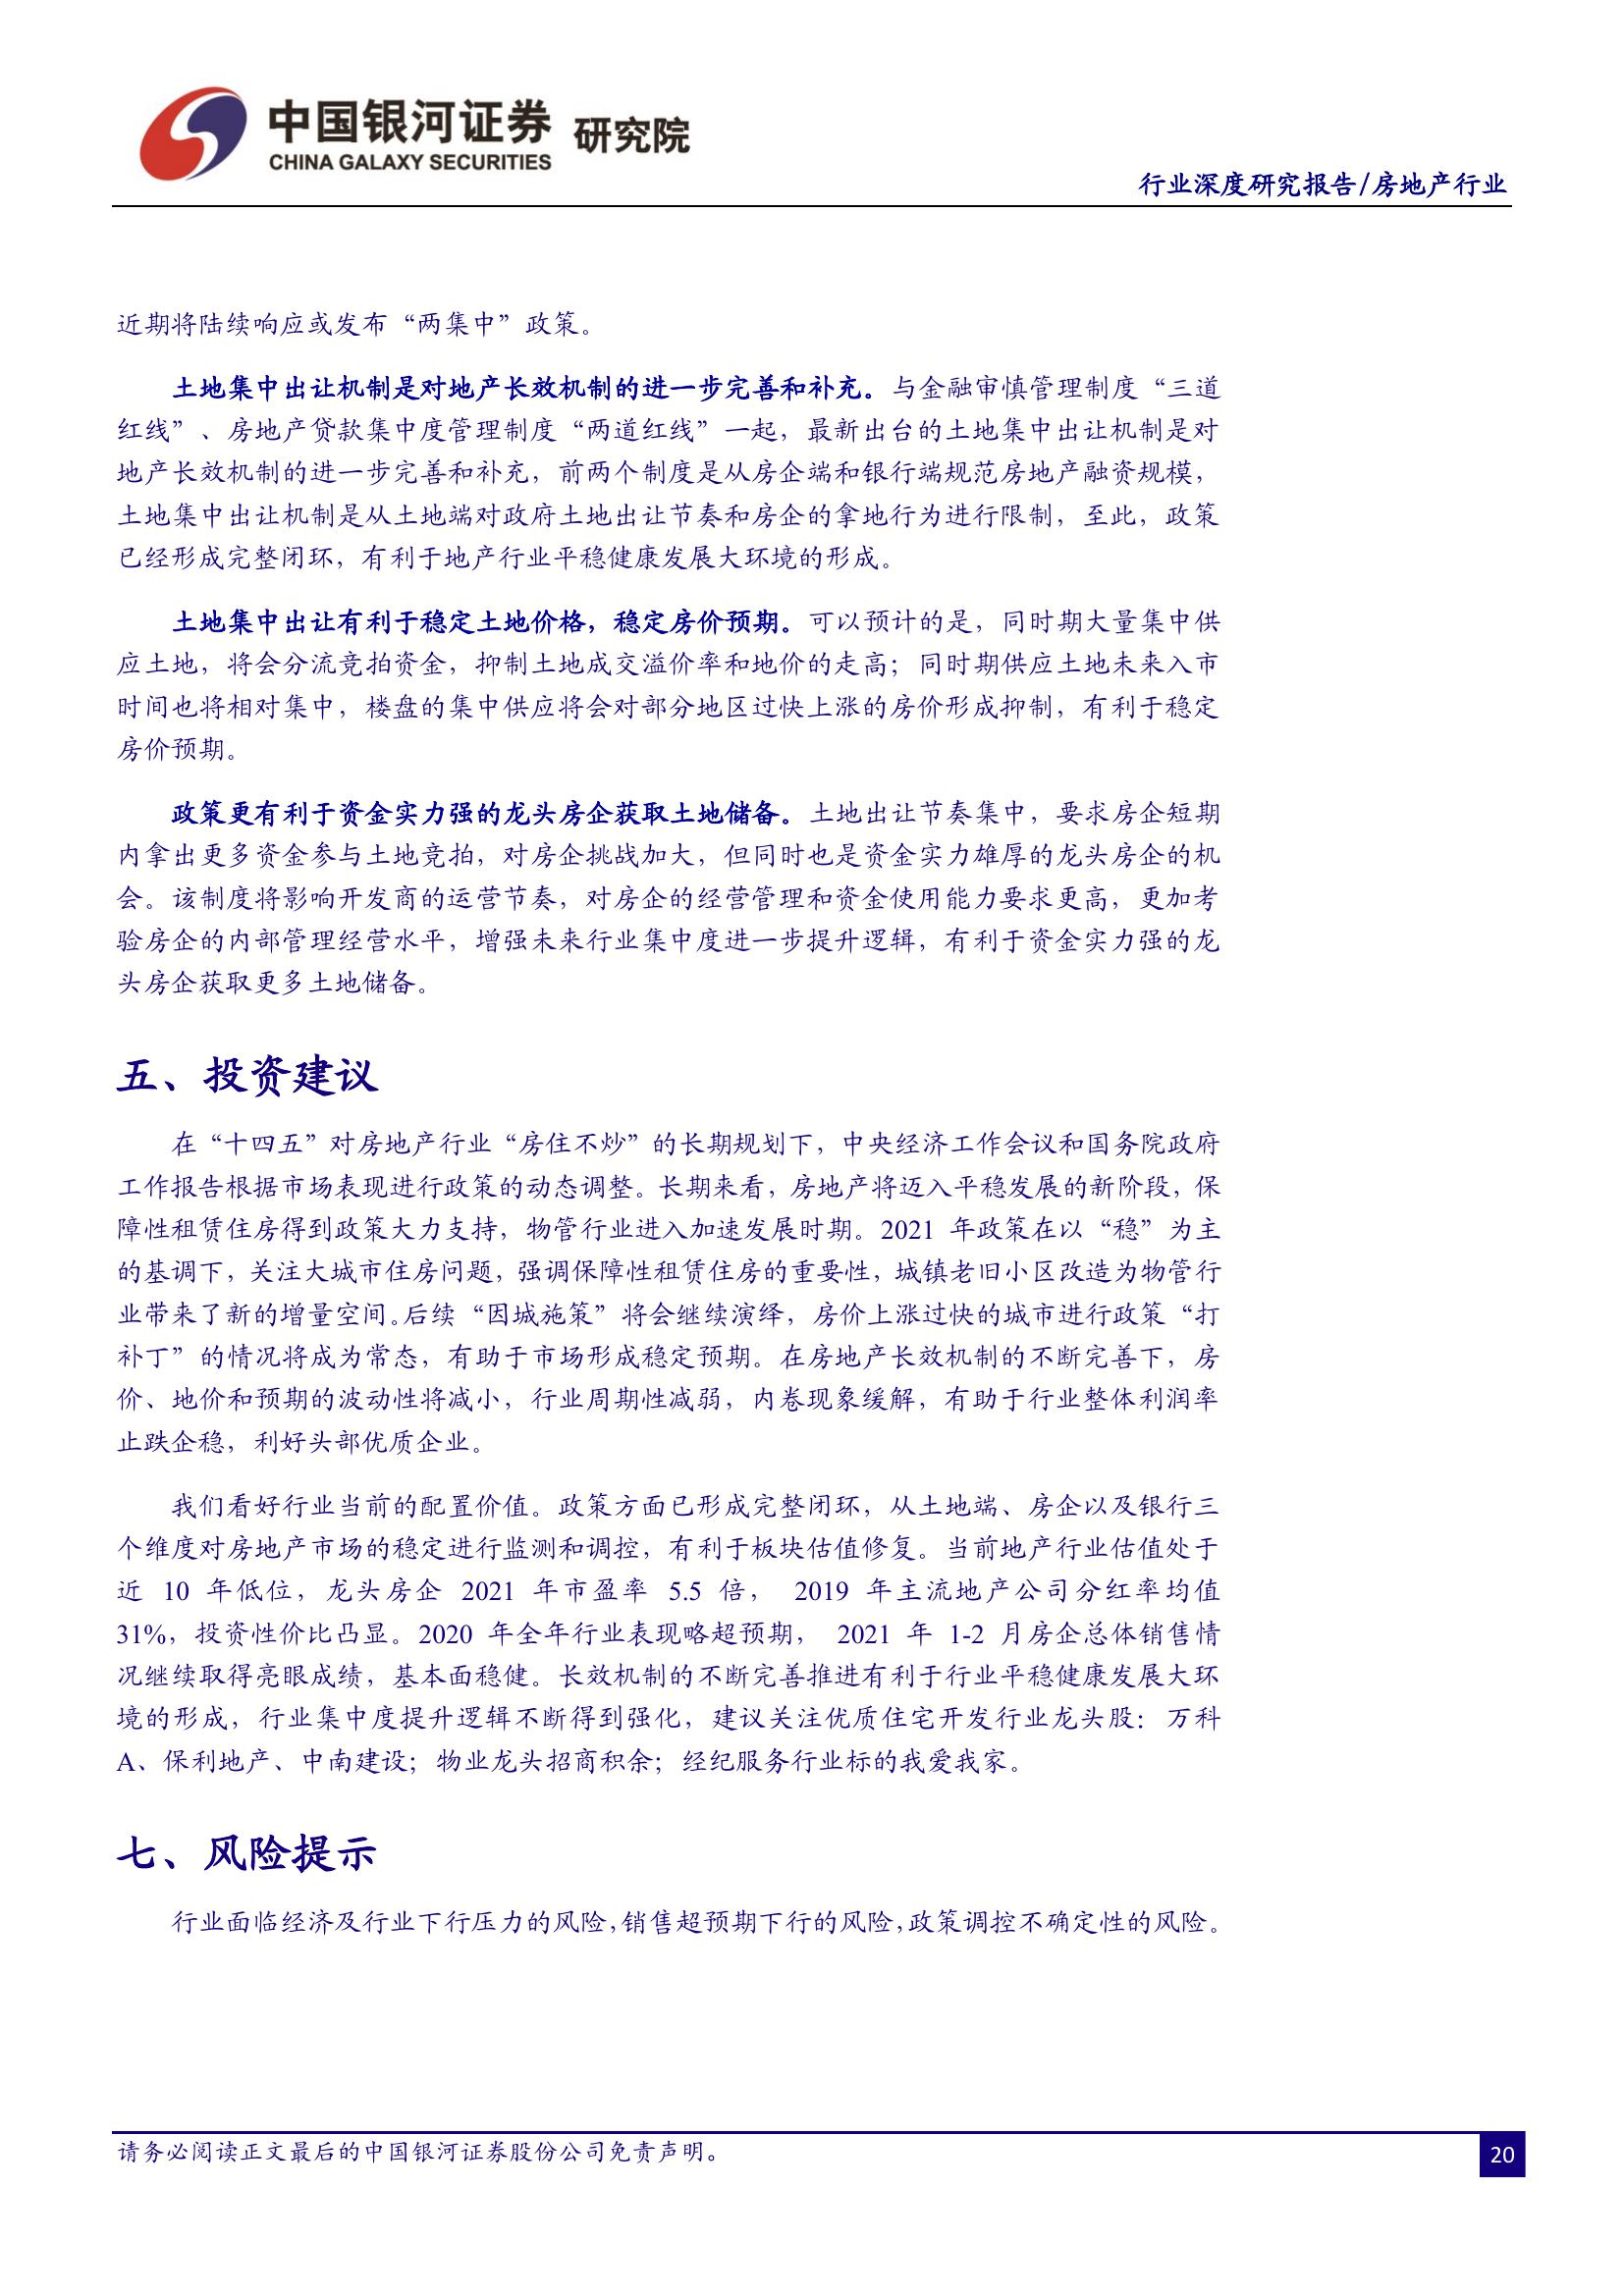 中国银河证券 研究院
CHINA GALAXY SECURITIES
行业深度研究报告/房地产行业
近期将陆续响应或发布“两集中”政策。
土地集中出让机制是对地产长效机制的进一步完善和补充。与金融审慎管理制度“三道
红线”、房地产贷款集中度管理制度“两道红线”一起，最新出台的土地集中出让机制是对
地产长效机制的进一步完善和补充，前两个制度是从房企端和银行端规范房地产融资规模，
土地集中出让机制是从土地端对政府土地出让节奏和房企的拿地行为进行限制，至此，政策
已经形成完整闭环，有利于地产行业平稳健康发展大环境的形成。
土地集中出让有利于稳定土地价格，稳定房价预期。可以预计的是，同时期大量集中供
应土地，将会分流竞拍资金，抑制土地成交溢价率和地价的走高；同时期供应土地未来入市
时间也将相对集中，楼盘的集中供应将会对部分地区过快上涨的房价形成抑制，有利于稳定
房价预期。
政策更有利于资金实力强的龙头房企获取土地储备。土地出让节奏集中，要求房企短期
内拿出更多资金参与土地竞拍，对房企挑战加大，但同时也是资金实力雄厚的龙头房企的机
会。该制度将影响开发商的运营节奏，对房企的经营管理和资金使用能力要求更高，更加考
验房企的内部管理经营水平，增强未来行业集中度进一步提升逻辑，有利于资金实力强的龙
头房企获取更多土地储备。
五、投资建议
在“十四五”对房地产行业“房住不炒”的长期规划下，中央经济工作会议和国务院政府
工作报告根据市场表现进行政策的动态调整。长期来看，房地产将迈入平稳发展的新阶段，保
障性租赁住房得到政策大力支持，物管行业进入加速发展时期。2021 年政策在以“稳”为主
的基调下，关注大城市住房问题，强调保障性租赁住房的重要性，城镇老旧小区改造为物管行
业带来了新的增量空间。后续“因城施策”将会继续演绎，房价上涨过快的城市进行政策“打
补丁”的情况将成为常态，有助于市场形成稳定预期。在房地产长效机制的不断完善下，房
价、地价和预期的波动性将减小，行业周期性减弱，内卷现象缓解，有助于行业整体利润率
止跌企稳，利好头部优质企业。
我们看好行业当前的配置价值。政策方面已形成完整闭环，从土地端、房企以及银行三
个维度对房地产市场的稳定进行监测和调控，有利于板块估值修复。当前地产行业估值处于
近 10 年低位，龙头房企 2021 年市盈率 5.5 倍， 2019 年主流地产公司分红率均值
31%，投资性价比凸显。2020 年全年行业表现略超预期， 2021 年 1-2 月房企总体销售情
况继续取得亮眼成绩，基本面稳健。长效机制的不断完善推进有利于行业平稳健康发展大环
境的形成，行业集中度提升逻辑不断得到强化，建议关注优质住宅开发行业龙头股：万科
A、保利地产、中南建设；物业龙头招商积余；经纪服务行业标的我爱我家。
七、风险提示
行业面临经济及行业下行压力的风险，销售超预期下行的风险，政策调控不确定性的风险。
请务必阅读正文最后的中国银河证券股份公司免责声明。
20